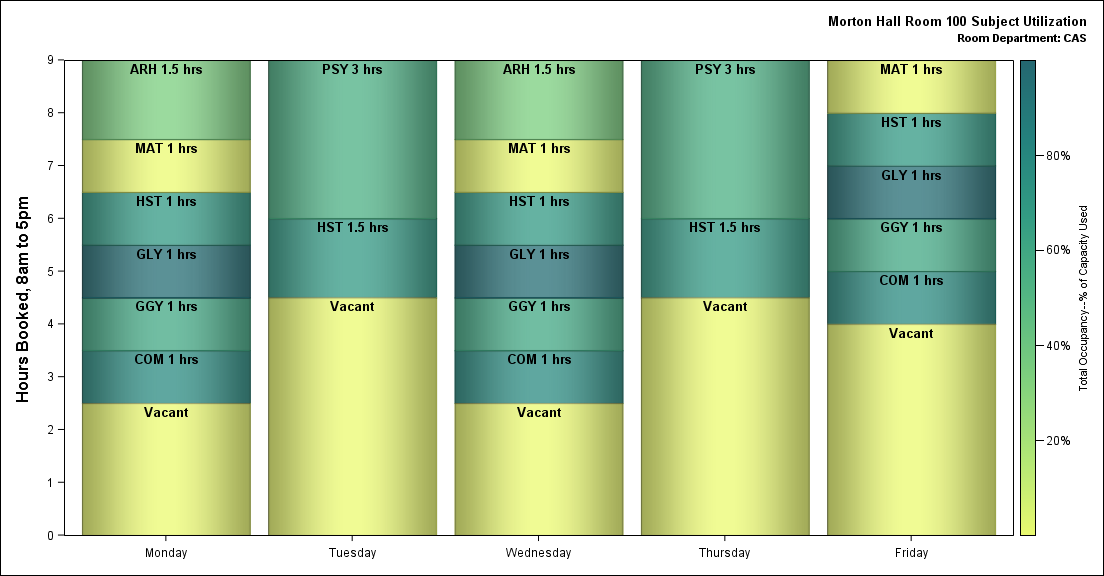 Morton Hall Room 100 Subject Utilization
Room Department: CAS
Hours Booked, 8am to 5pm
9
8
7
6
5
4
3
2
1
0
ARH 1.5 hrs
MAT 1 hrs
HST 1 hrs
GLY 1 hrs
GGY 1 hrs
COM 1 hrs
Vacant
Monday
PSY 3 hrs
HST 1.5 hrs
Vacant
Tuesday
ARH 1.5 hrs
MAT 1 hrs
HST 1 hrs
GLY 1 hrs
GGY 1 hrs
COM 1 hrs
Vacant
Wednesday
PSY 3 hrs
HST 1.5 hrs
Vacant
Thursday
MAT 1 hrs
HST 1 hrs
GLY 1 hrs
GGY 1 hrs
COM 1 hrs
Vacant
Friday
80%
60%
40%
20%
Total Occupancy--% of Capacity Used